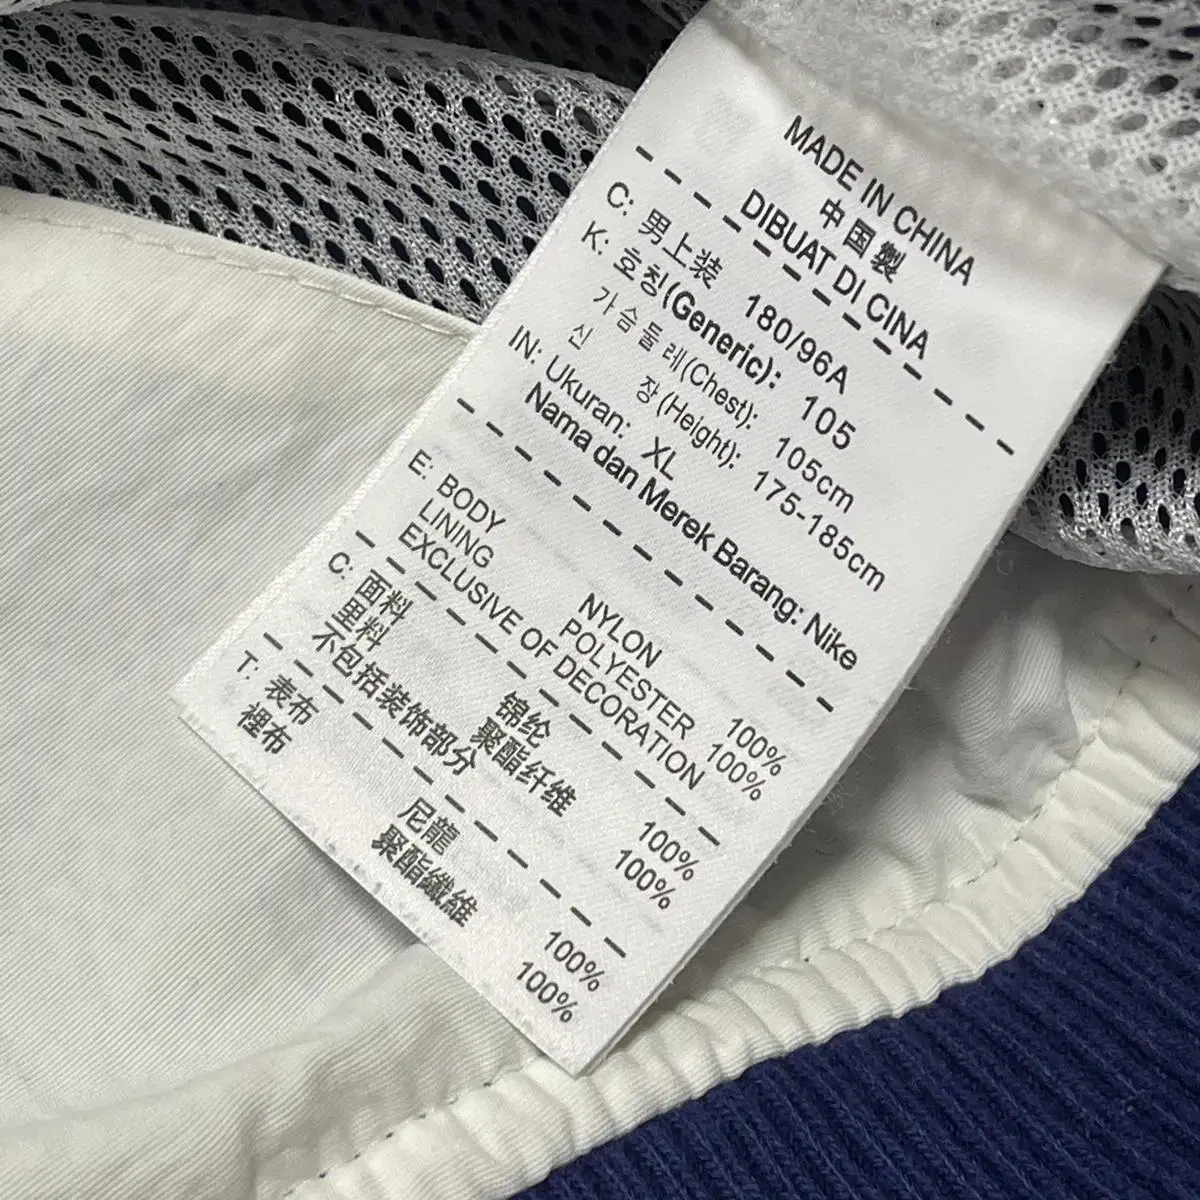 MADE IN CHINA
中国製
DIBUAT DI CINA
C: 男上装 180/96A
K: 호칭(Generic): 105
가슴둘레(Chest): 105cm
신 장(Height): 175-185cm
IN: Ukuran: XL
Nama dan Merek Barang: Nike
E: BODY NYLON 100%
LINING POLYESTER 100%
EXCLUSIVE OF DECORATION
C: 面料 锦纶 100%
里料 聚酯纤维 100%
不包括装饰部分
T: 表布 尼龍 100%
裡布 聚酯纖維 100%